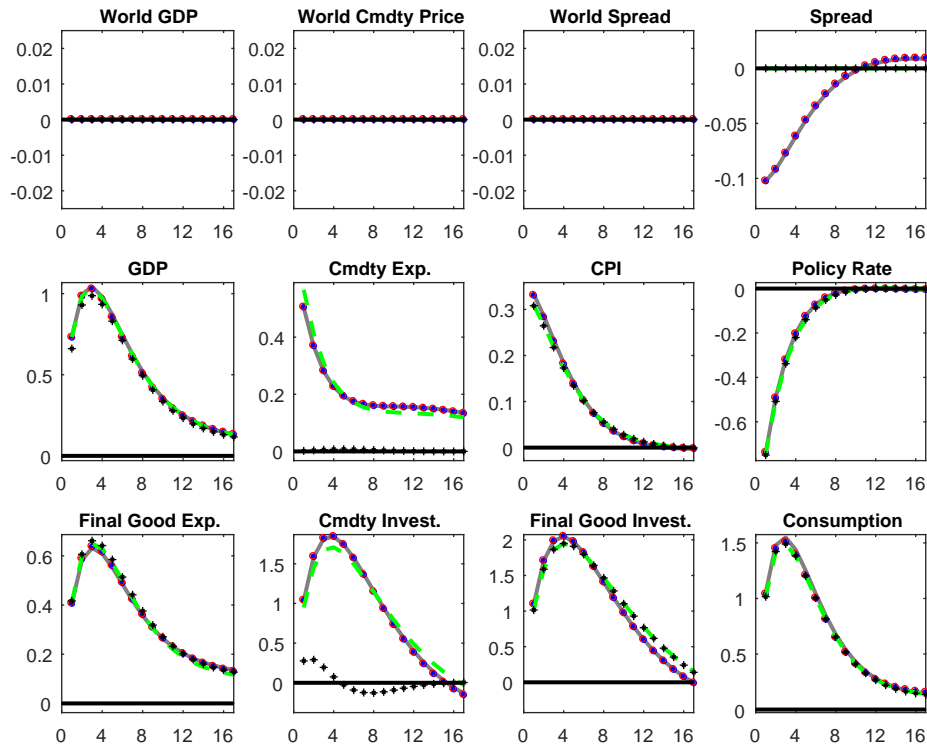 World GDP
World Cmdty Price
World Spread
Spread
0.02
0.01
0
-0.01
-0.02
0 4 8 12 16
0.02
0.01
0
-0.01
-0.02
0 4 8 12 16
0.02
0.01
0
-0.01
-0.02
0 4 8 12 16
0
-0.05
-0.1
0 4 8 12 16
GDP
Cmdty Exp.
CPI
Policy Rate
1
0.5
0
0 4 8 12 16
0.4
0.2
0
0 4 8 12 16
0.3
0.2
0.1
0
0 4 8 12 16
0
-0.2
-0.4
-0.6
0 4 8 12 16
Final Good Exp.
Cmdty Invest.
Final Good Invest.
Consumption
0.6
0.4
0.2
0
0 4 8 12 16
1.5
1
0.5
0
0 4 8 12 16
2
1.5
1
0.5
0
0 4 8 12 16
1.5
1
0.5
0
0 4 8 12 16